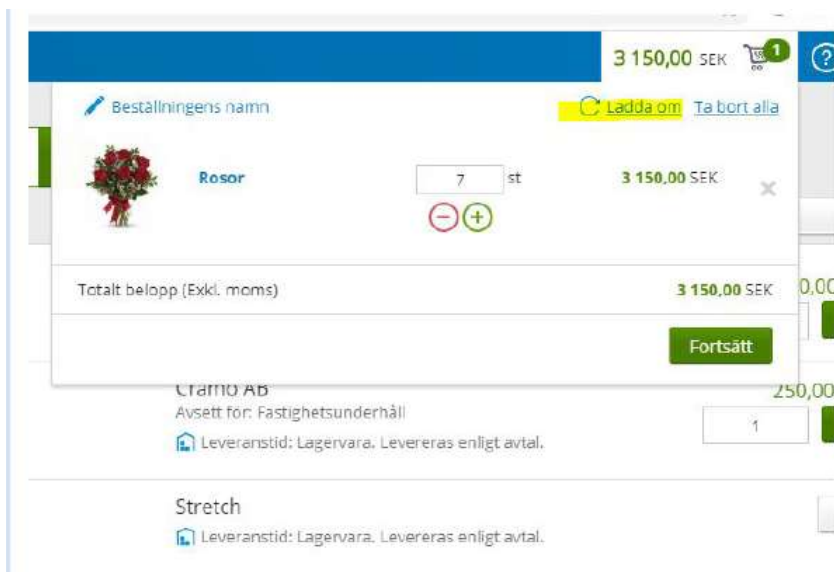 3 150,00 SEK 1 ?
Beställningens namn Ladda om Ta bort alla
Rosor 7 st 3 150,00 SEK
Totalt belopp (Exkl. moms) 3 150,00 SEK 0,00
Fortsätt
Cramo AB 250,00
Avsett för: Fastighetsunderhåll 1
Leveranstid: Lagervara. Levereras enligt avtal.
Stretch
Leveranstid: Lagervara. Levereras enligt avtal.